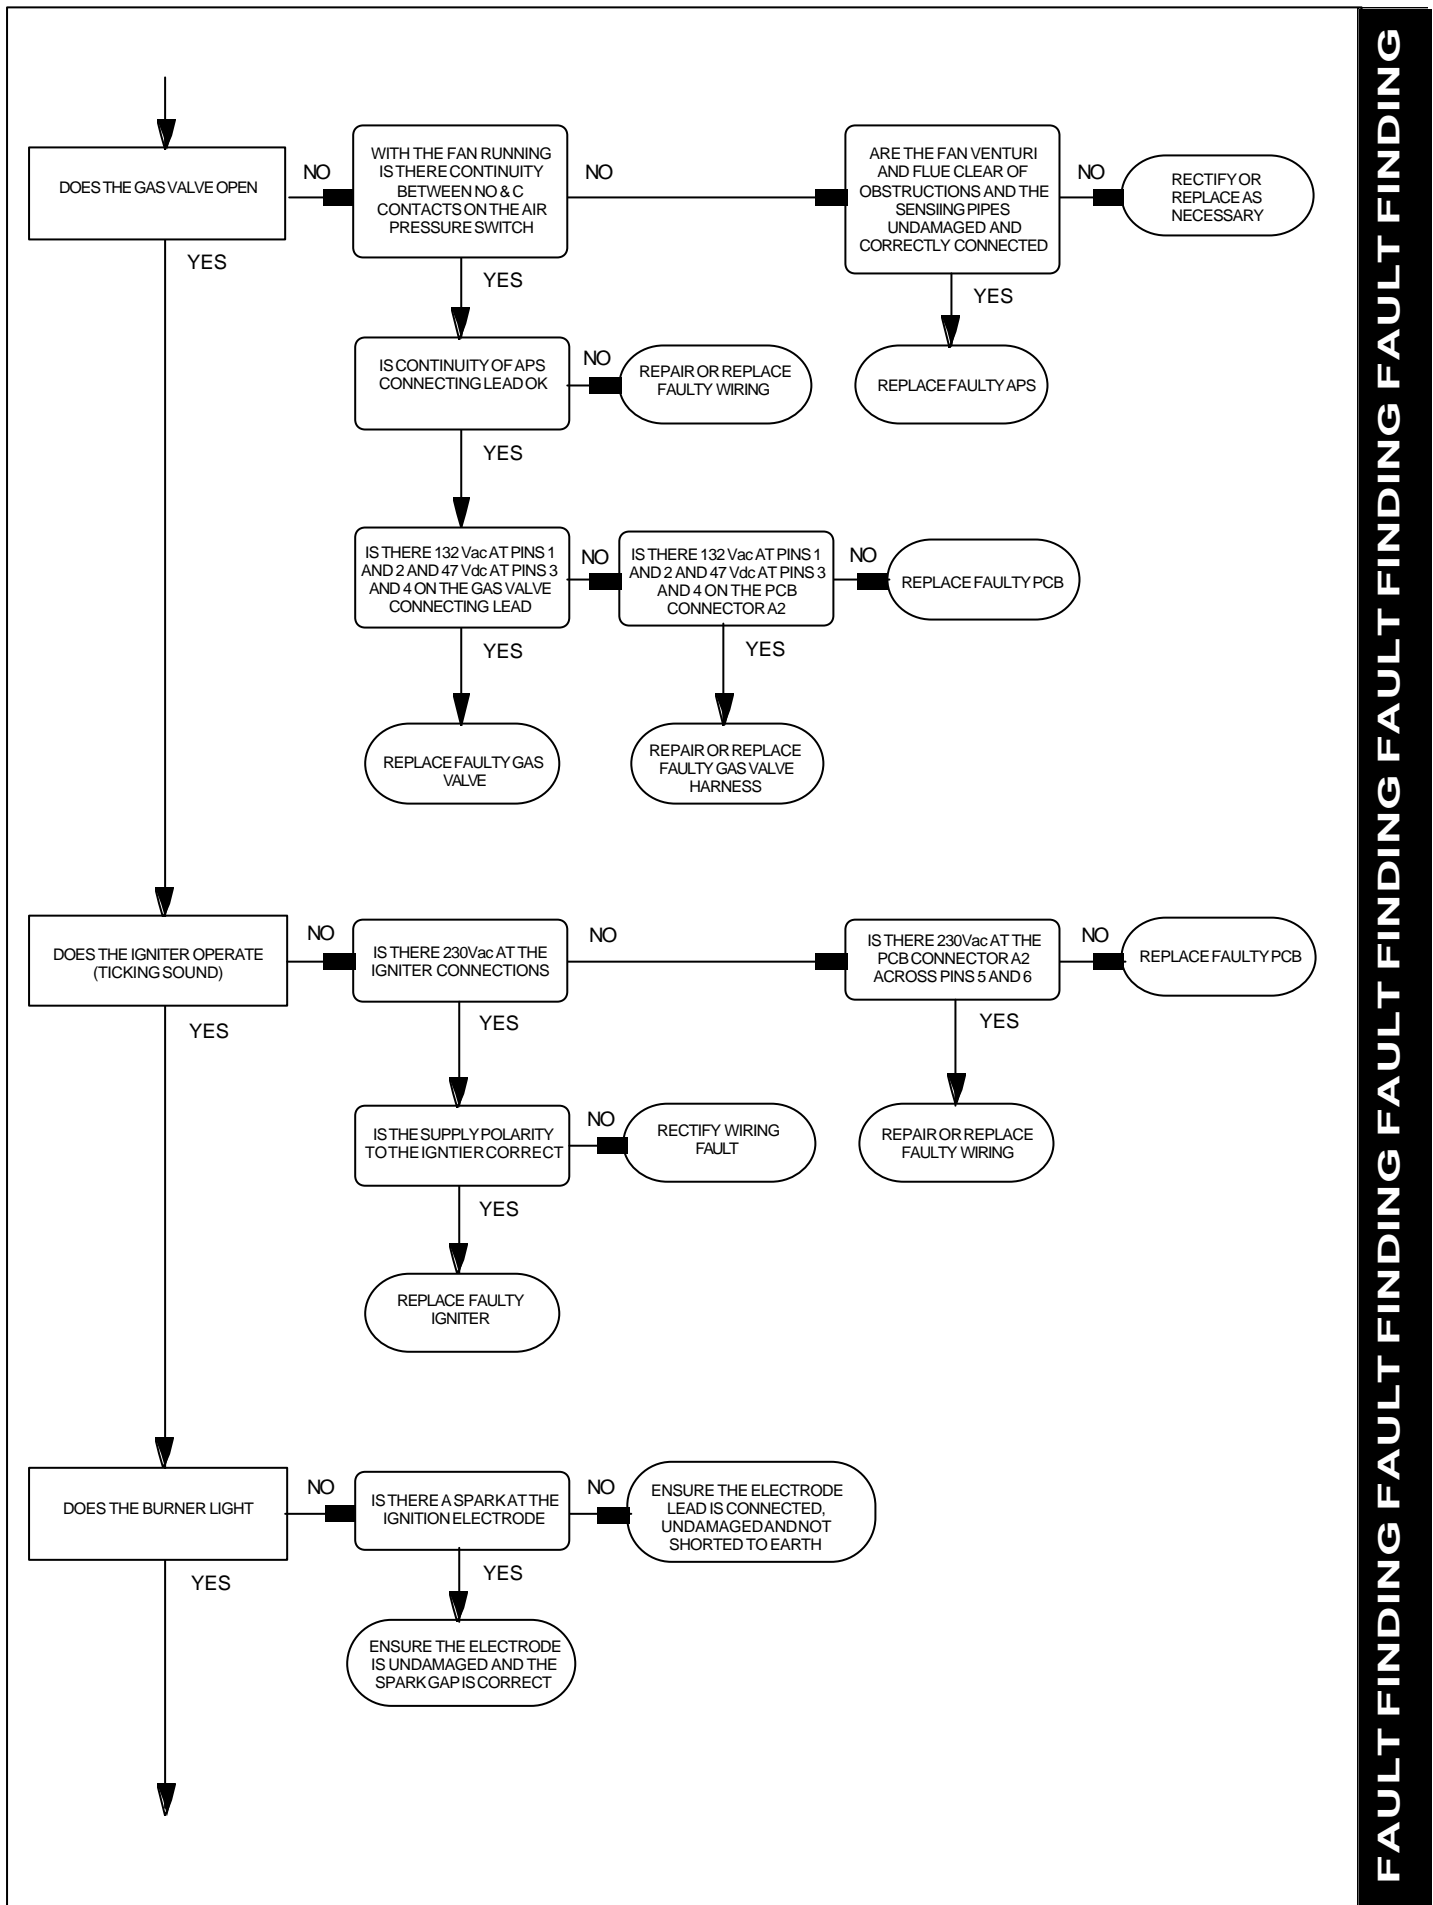 DOES THE GAS VALVE OPEN
NO
WITH THE FAN RUNNING
IS THERE CONTINUITY
BETWEEN NO & C
CONTACTS ON THE AIR
PRESSURE SWITCH
NO
ARE THE FAN VENTURI
AND FLUE CLEAR OF
OBSTRUCTIONS AND THE
SENSIING PIPES
UNDAMAGED AND
CORRECTLY CONNECTED
NO
RECTIFY OR
REPLACE AS
NECESSARY
YES
YES
YES
IS CONTINUITY OF APS
CONNECTING LEAD OK
NO
REPAIR OR REPLACE
FAULTY WIRING
REPLACE FAULTY APS
YES
IS THERE 132 Vac AT PINS 1
AND 2 AND 47 Vdc AT PINS 3
AND 4 ON THE GAS VALVE
CONNECTING LEAD
NO
IS THERE 132 Vac AT PINS 1
AND 2 AND 47 Vdc AT PINS 3
AND 4 ON THE PCB
CONNECTOR A2
NO
REPLACE FAULTY PCB
YES
YES
REPLACE FAULTY GAS
VALVE
REPAIR OR REPLACE
FAULTY GAS VALVE
HARNESS
DOES THE IGNITER OPERATE
(TICKING SOUND)
NO
IS THERE 230Vac AT THE
IGNITER CONNECTIONS
NO
IS THERE 230Vac AT THE
PCB CONNECTOR A2
ACROSS PINS 5 AND 6
NO
REPLACE FAULTY PCB
YES
YES
YES
IS THE SUPPLY POLARITY
TO THE IGNTIER CORRECT
NO
RECTIFY WIRING
FAULT
REPAIR OR REPLACE
FAULTY WIRING
YES
REPLACE FAULTY
IGNITER
DOES THE BURNER LIGHT
NO
IS THERE A SPARK AT THE
IGNITION ELECTRODE
NO
ENSURE THE ELECTRODE
LEAD IS CONNECTED,
UNDAMAGED AND NOT
SHORTED TO EARTH
YES
YES
ENSURE THE ELECTRODE
IS UNDAMAGED AND THE
SPARK GAP IS CORRECT
FAULT FINDING FAULT FINDING FAULT FINDING FAULT FINDING FAULT FINDING